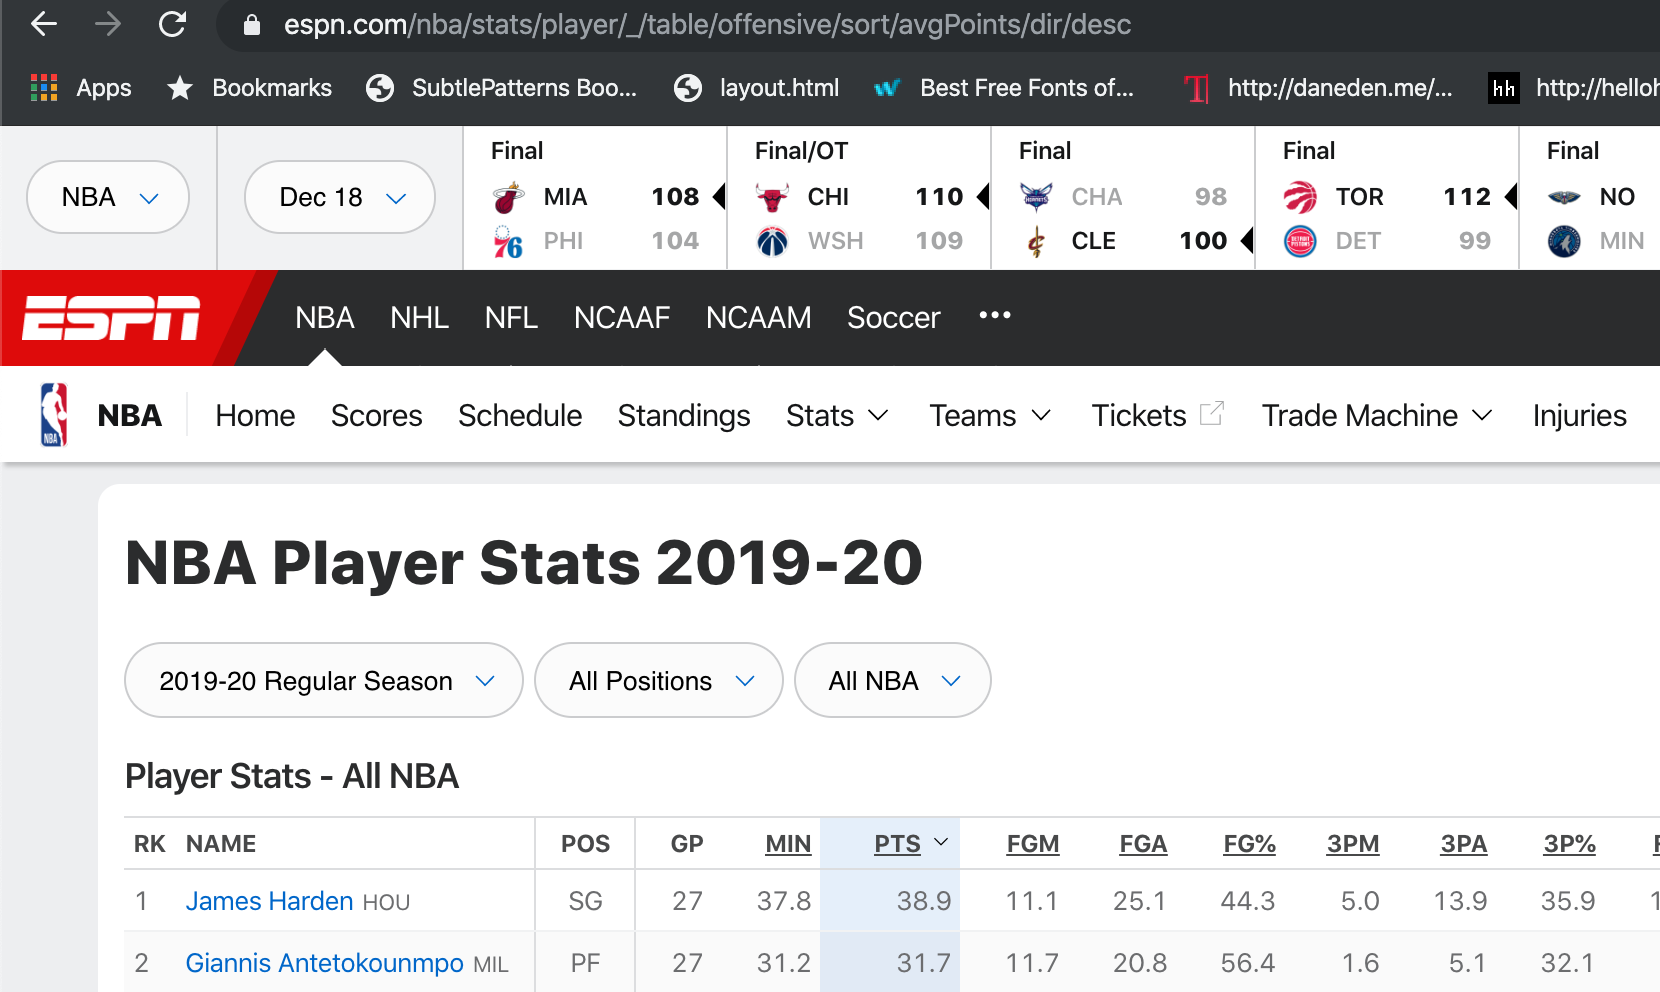 espn.com/nba/stats/player/_/table/offensive/sort/avgPoints/dir/desc
Apps Bookmarks SubtlePatterns Boo... layout.html Best Free Fonts of... http://daneden.me/... hh http://helloh
NBA Dec 18
Final
MIA 108
76 PHI 104
Final/OT
CHI 110
WSH 109
Final
CHA 98
CLE 100
Final
TOR 112
DET 99
Final
NO
MIN
ESPN NBA NHL NFL NCAAF NCAAM Soccer •••
NBA NBA Home Scores Schedule Standings Stats Teams Tickets Trade Machine Injuries
NBA Player Stats 2019-20
2019-20 Regular Season All Positions All NBA
Player Stats - All NBA
RK NAME POS GP MIN PTS FGM FGA FG% 3PM 3PA 3P%
1 James Harden HOU SG 27 37.8 38.9 11.1 25.1 44.3 5.0 13.9 35.9
2 Giannis Antetokounmpo MIL PF 27 31.2 31.7 11.7 20.8 56.4 1.6 5.1 32.1